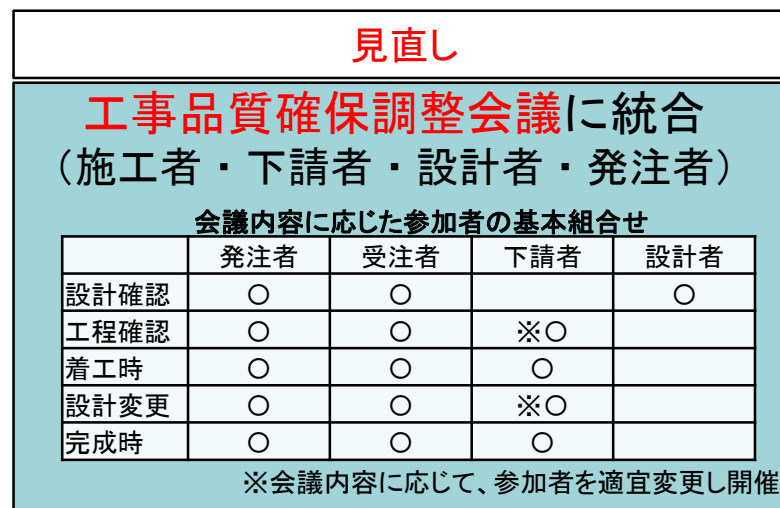 見直し
工事品質確保調整会議に統合
（施工者・下請者・設計者・発注者）
会議内容に応じた参加者の基本組合せ
発注者 受注者 下請者 設計者
設計確認 〇 〇 〇
工程確認 〇 〇 ※〇
着工時 〇 〇 〇
設計変更 〇 〇 ※〇
完成時 〇 〇 〇
※会議内容に応じて、参加者を適宜変更し開催